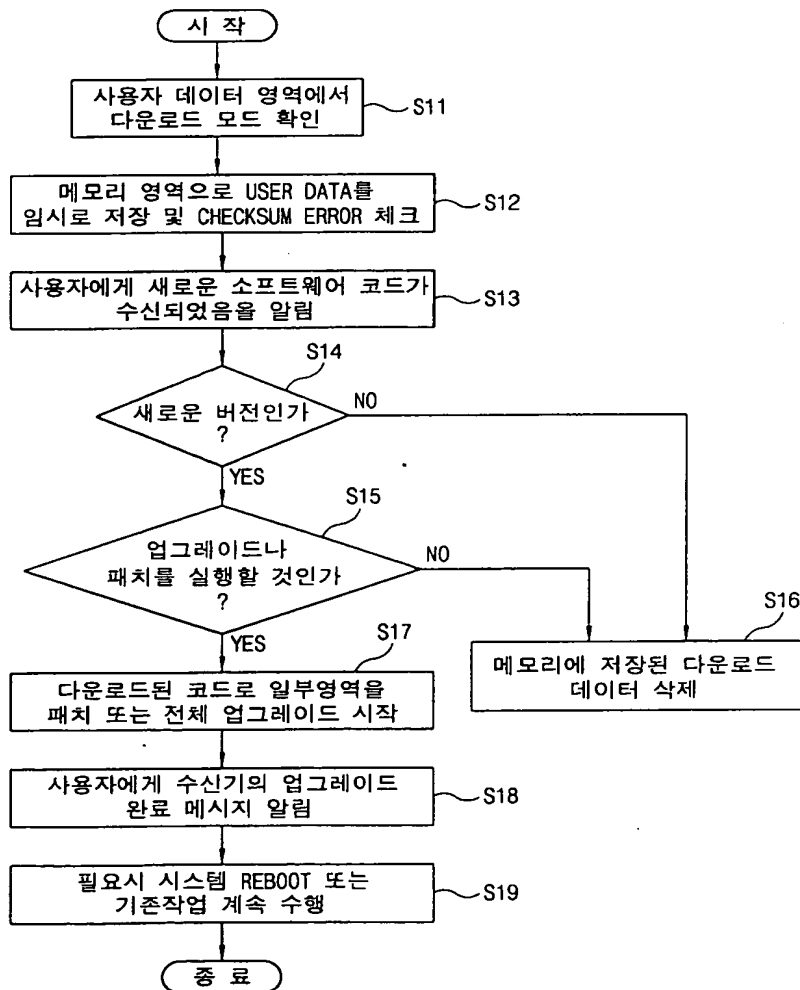 시 작
사용자 데이터 영역에서
다운로드 모드 확인
S11
메모리 영역으로 USER DATA를
임시로 저장 및 CHECKSUM ERROR 체크
S12
사용자에게 새로운 소프트웨어 코드가
수신되었음을 알림
S13
S14
새로운 버전인가
?
NO
YES
S15
업그레이드나
패치를 실행할 것인가
?
NO
YES
S16
메모리에 저장된 다운로드
데이터 삭제
S17
다운로드된 코드로 일부영역을
패치 또는 전체 업그레이드 시작
사용자에게 수신기의 업그레이드
완료 메시지 알림
S18
필요시 시스템 REBOOT 또는
기존작업 계속 수행
S19
종 료